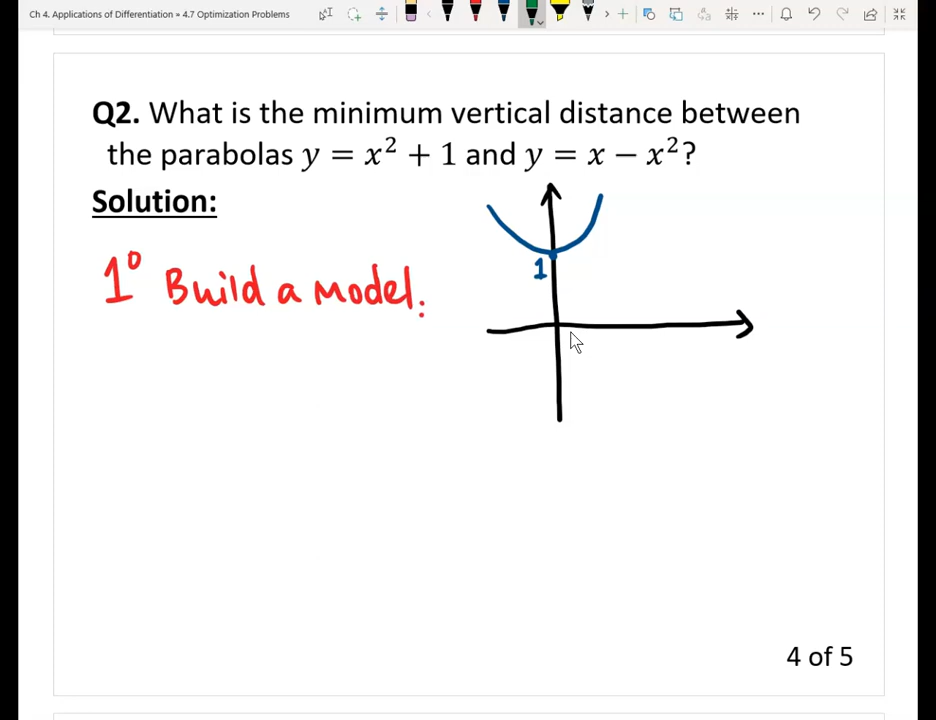 Ch 4. Applications of Differentiation » 4.7 Optimization Problems
Q2. What is the minimum vertical distance between
the parabolas y = x² + 1 and y = x − x²?
Solution:
1⁰ Build a model:
1
4 of 5